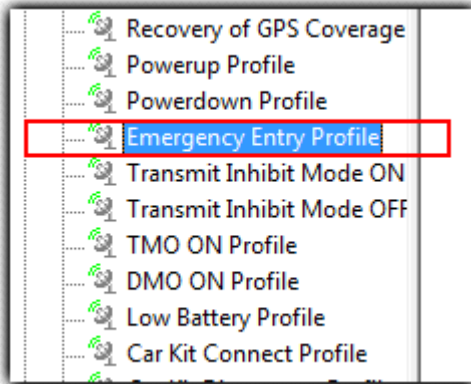 Recovery of GPS Coverage
Powerup Profile
Powerdown Profile
Emergency Entry Profile
Transmit Inhibit Mode ON
Transmit Inhibit Mode OFF
TMO ON Profile
DMO ON Profile
Low Battery Profile
Car Kit Connect Profile